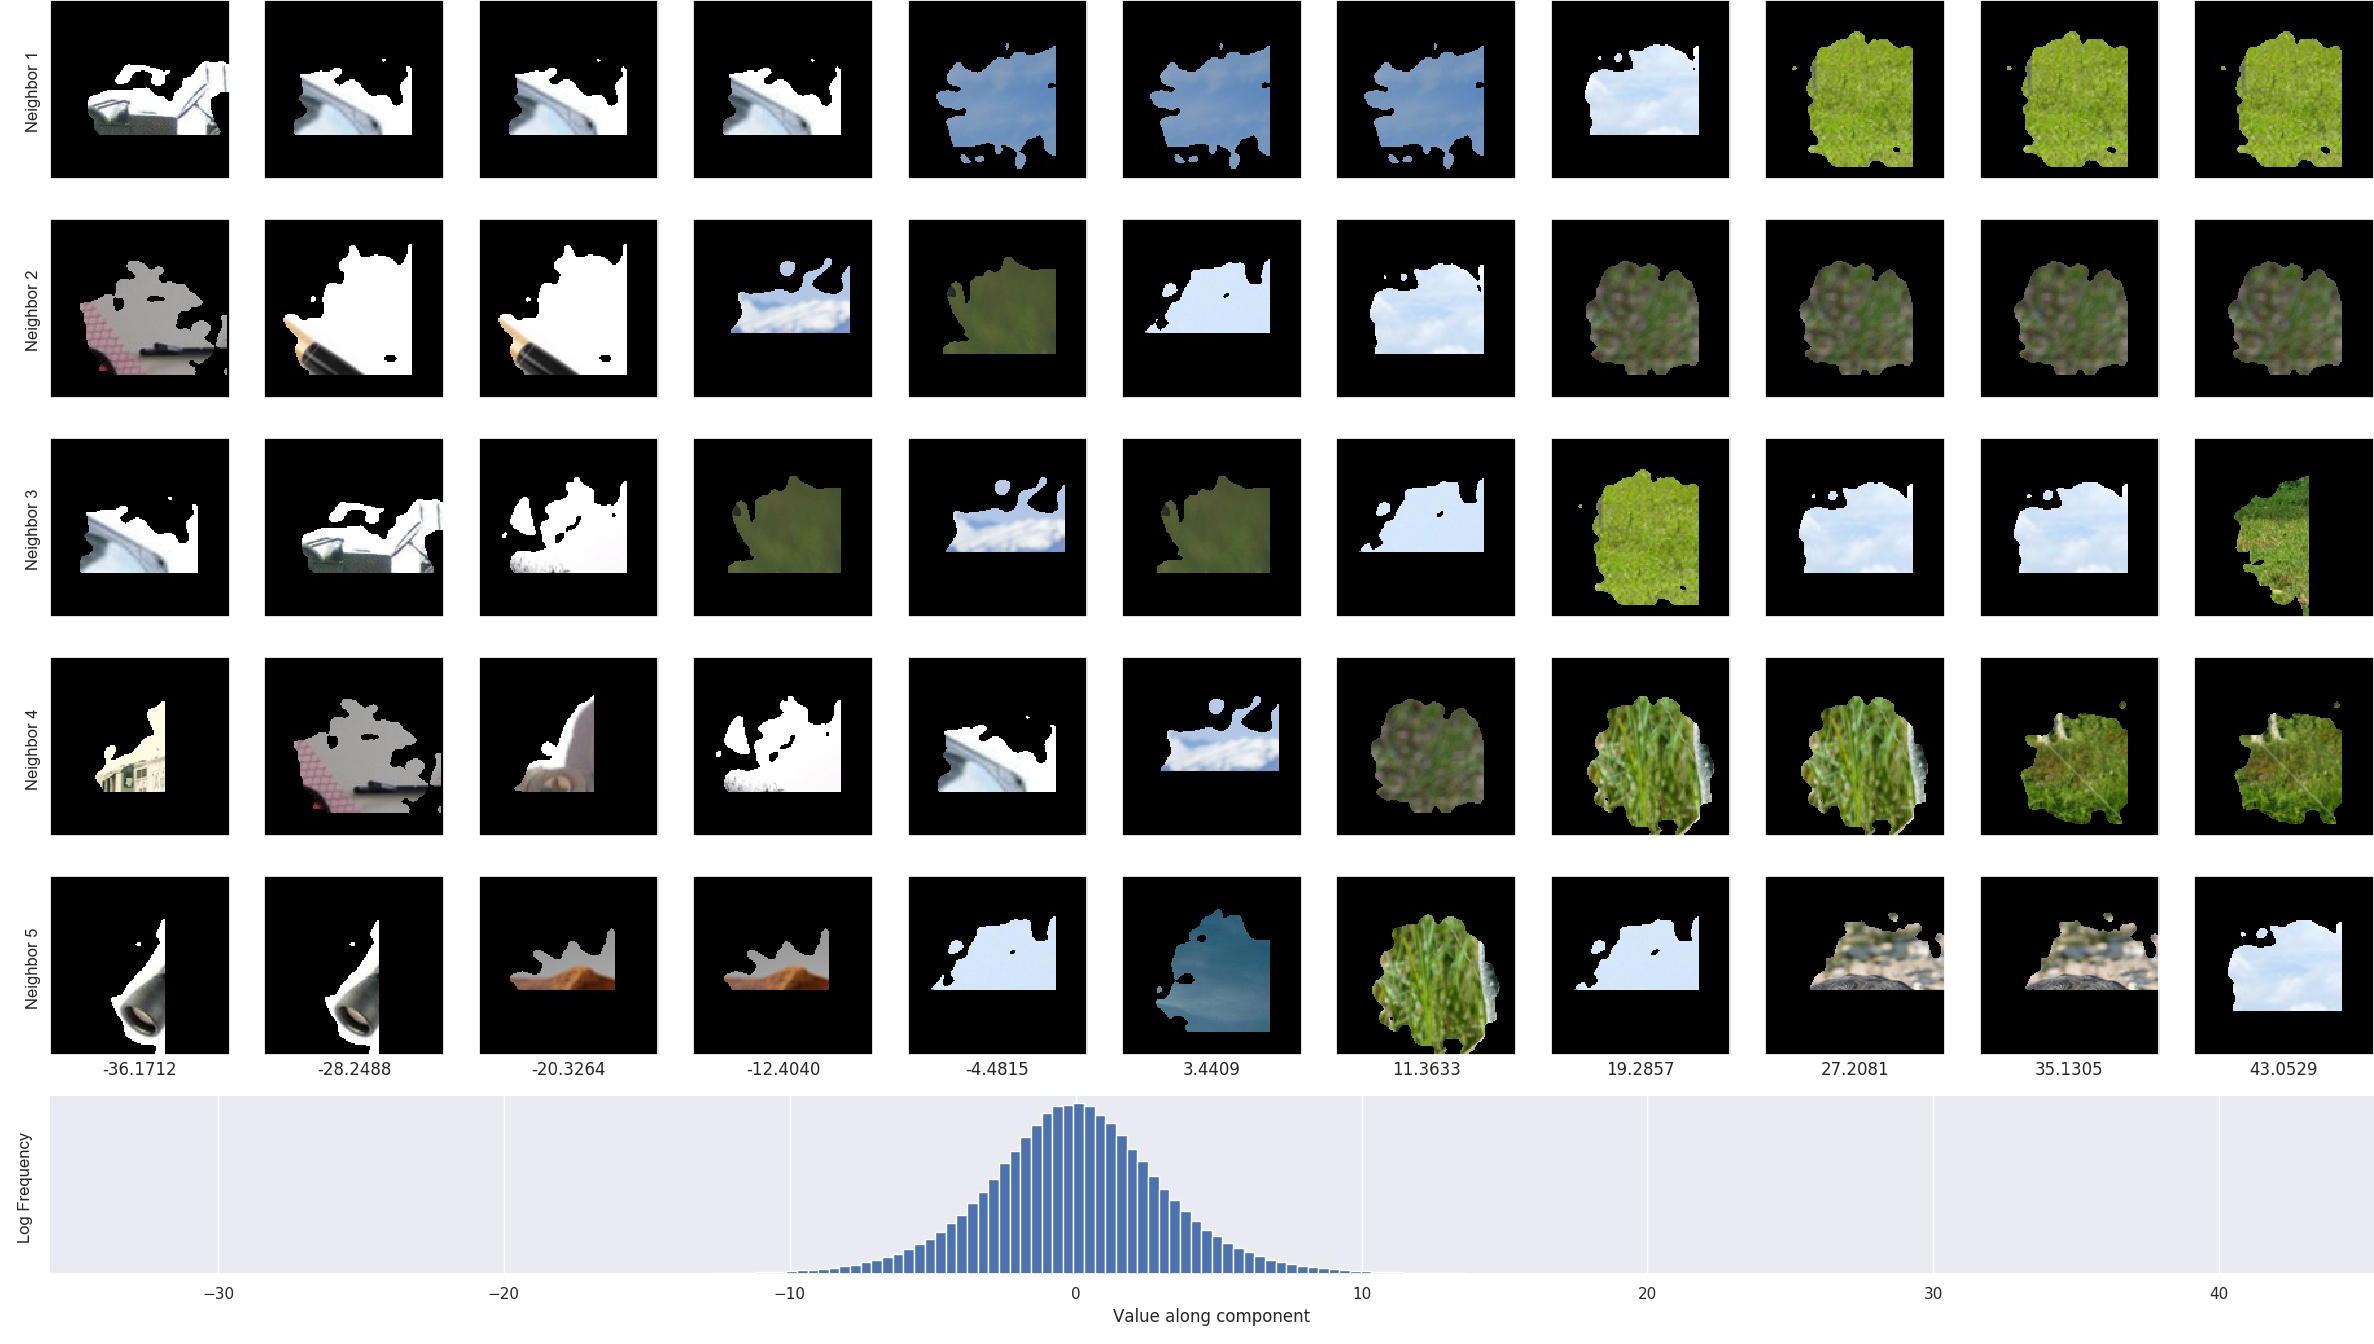 Neighbor 1
Neighbor 2
Neighbor 3
Neighbor 4
Neighbor 5
-36.1712 -28.2488 -20.3264 -12.4040 -4.4815 3.4409 11.3633 19.2857 27.2081 35.1305 43.0529
Log Frequency
−30 −20 −10 0 10 20 30 40
Value along component